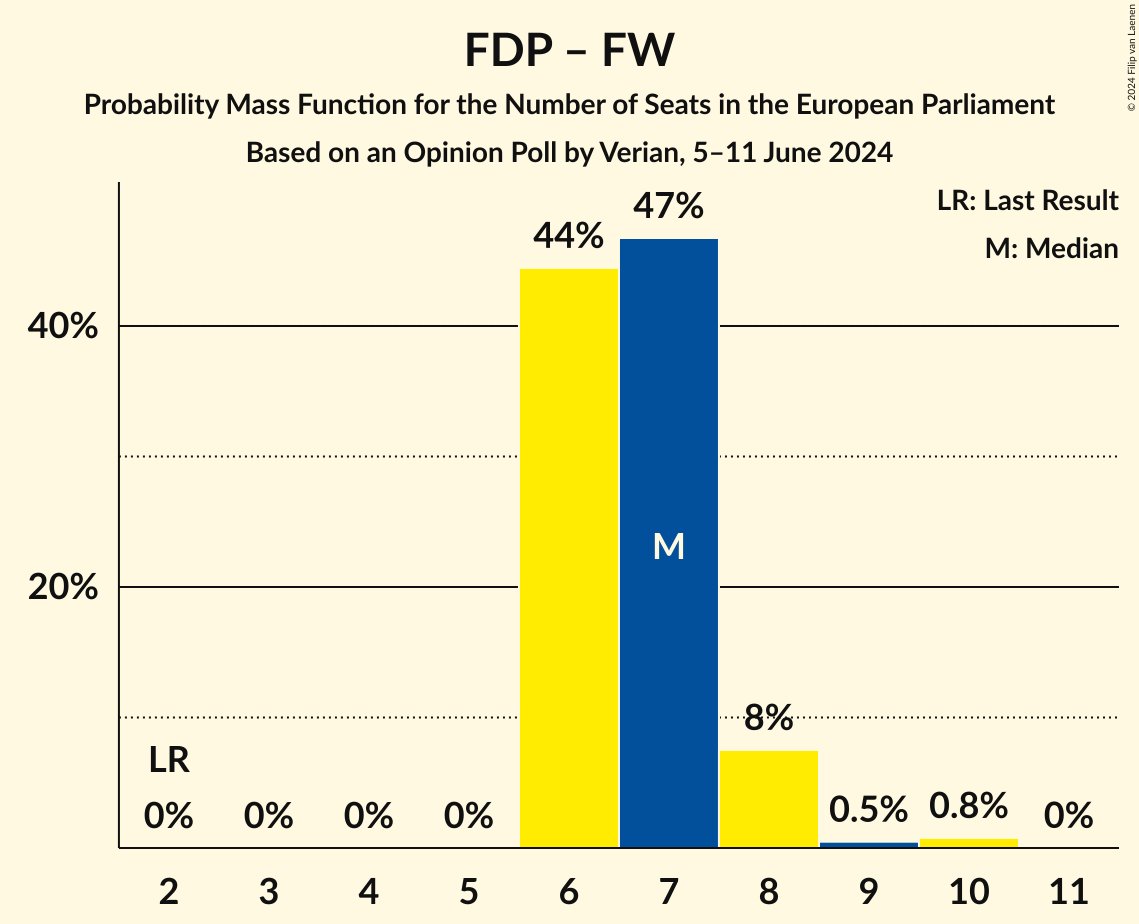 FDP – FW
Probability Mass Function for the Number of Seats in the European Parliament
Based on an Opinion Poll by Verian, 5–11 June 2024
© 2024 Filip van Laenen
LR: Last Result
M: Median
47%
44%
40%
M
20%
8%
LR
0% 0% 0% 0% 0.5% 0.8% 0%
2 3 4 5 6 7 8 9 10 11